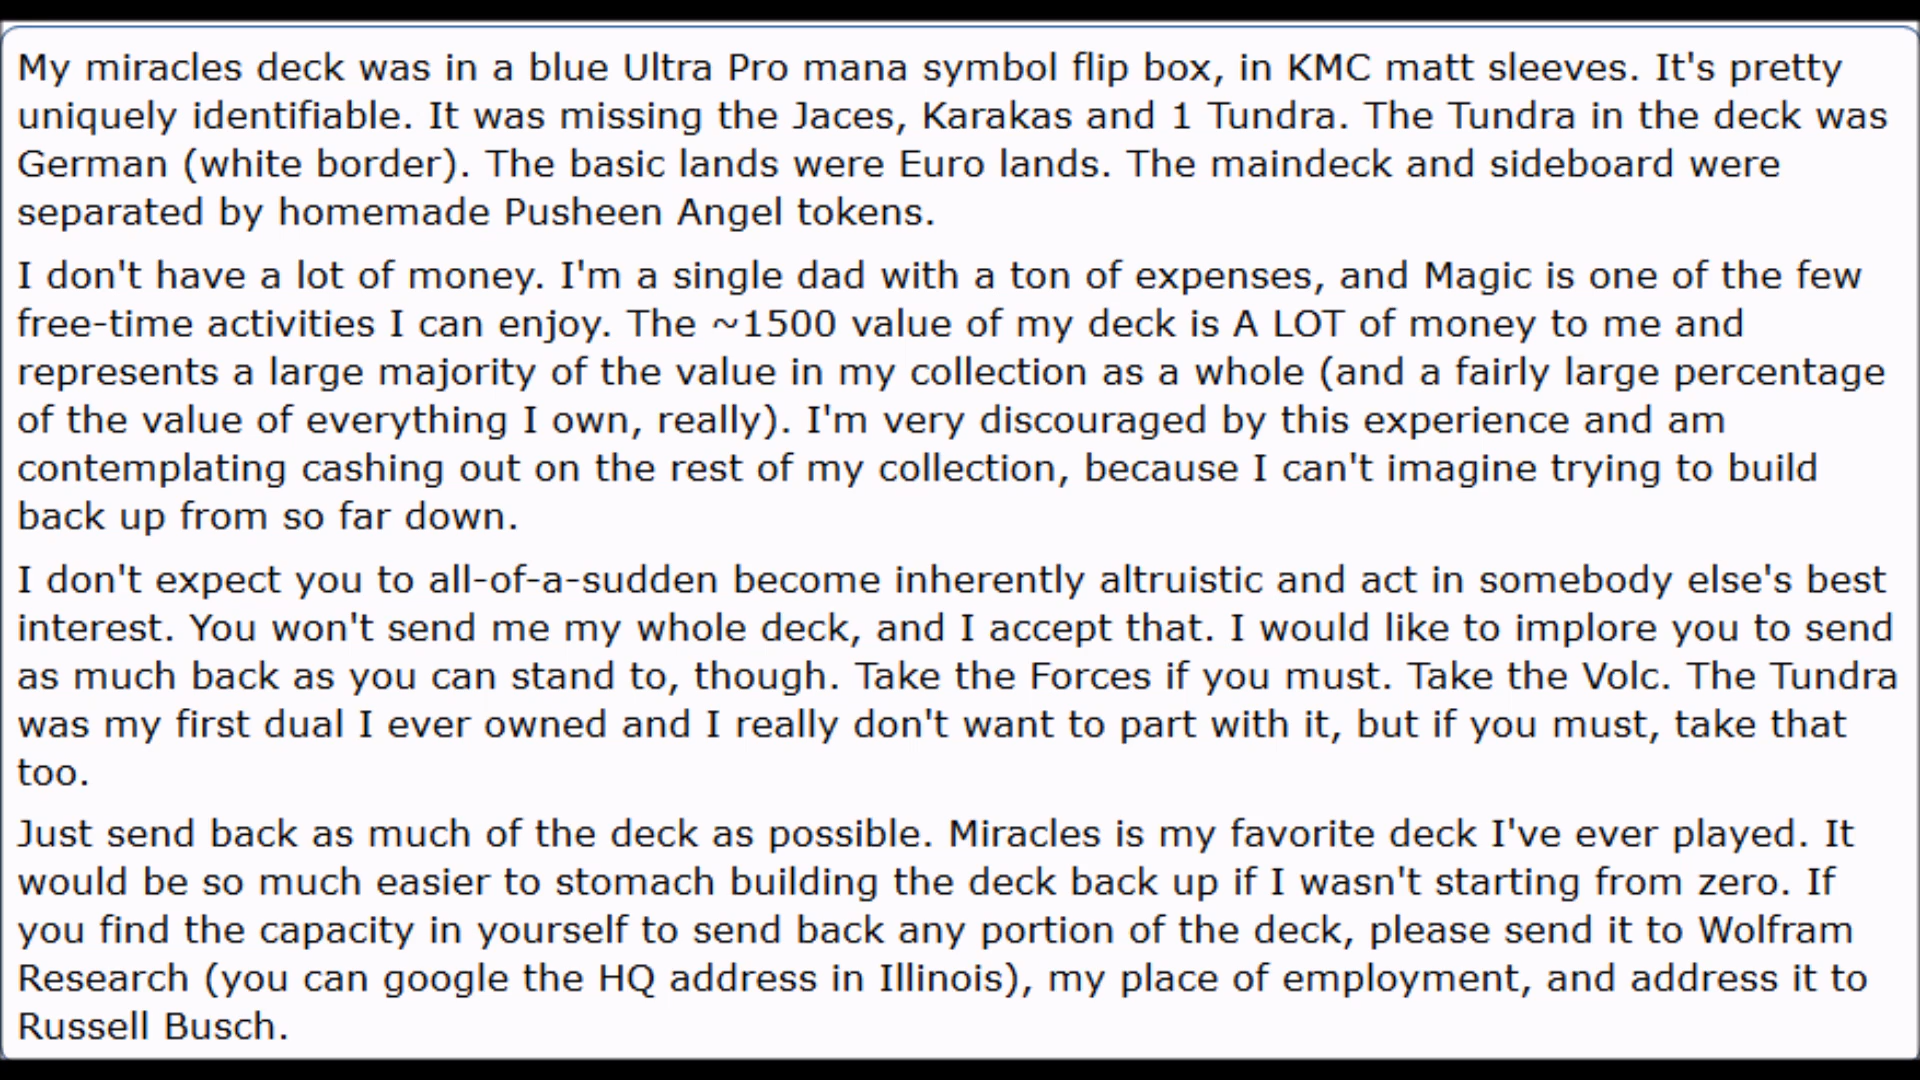 My miracles deck was in a blue Ultra Pro mana symbol flip box, in KMC matt sleeves. It's pretty
uniquely identifiable. It was missing the Jaces, Karakas and 1 Tundra. The Tundra in the deck was
German (white border). The basic lands were Euro lands. The maindeck and sideboard were
separated by homemade Pusheen Angel tokens.
I don't have a lot of money. I'm a single dad with a ton of expenses, and Magic is one of the few
free-time activities I can enjoy. The ~1500 value of my deck is A LOT of money to me and
represents a large majority of the value in my collection as a whole (and a fairly large percentage
of the value of everything I own, really). I'm very discouraged by this experience and am
contemplating cashing out on the rest of my collection, because I can't imagine trying to build
back up from so far down.
I don't expect you to all-of-a-sudden become inherently altruistic and act in somebody else's best
interest. You won't send me my whole deck, and I accept that. I would like to implore you to send
as much back as you can stand to, though. Take the Forces if you must. Take the Volc. The Tundra
was my first dual I ever owned and I really don't want to part with it, but if you must, take that
too.
Just send back as much of the deck as possible. Miracles is my favorite deck I've ever played. It
would be so much easier to stomach building the deck back up if I wasn't starting from zero. If
you find the capacity in yourself to send back any portion of the deck, please send it to Wolfram
Research (you can google the HQ address in Illinois), my place of employment, and address it to
Russell Busch.